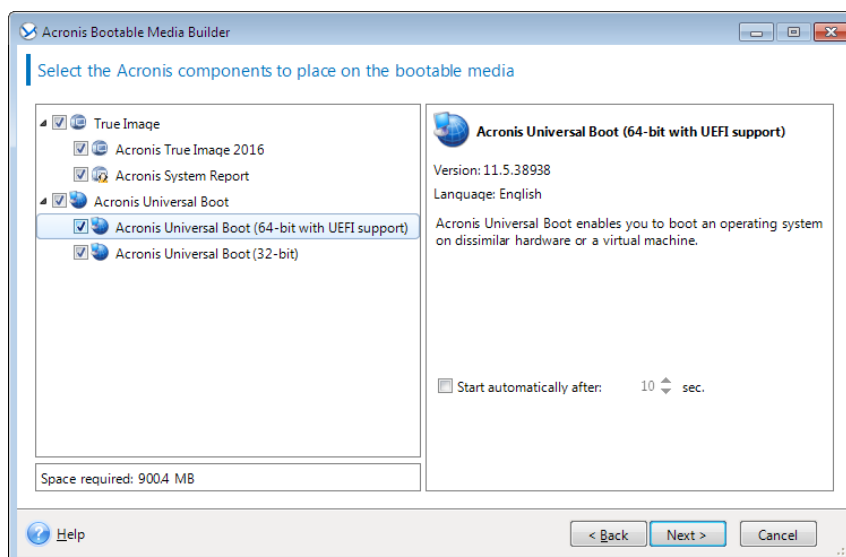 Acronis Bootable Media Builder
Select the Acronis components to place on the bootable media
True Image
Acronis True Image 2016
Acronis System Report
Acronis Universal Boot
Acronis Universal Boot (64-bit with UEFI support)
Acronis Universal Boot (32-bit)
Space required: 900.4 MB
Acronis Universal Boot (64-bit with UEFI support)
Version: 11.5.38938
Language: English
Acronis Universal Boot enables you to boot an operating system
on dissimilar hardware or a virtual machine.
Start automatically after: 10 sec.
Help
< Back Next > Cancel